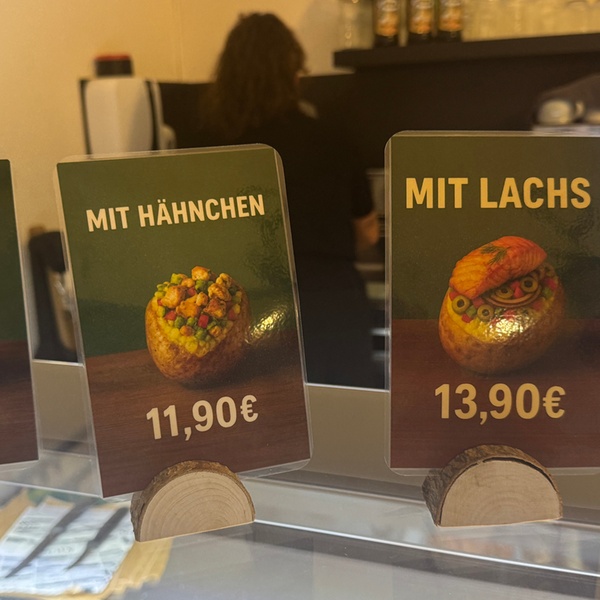 MIT HÄHNCHEN
11,90€
MIT LACHS
13,90€